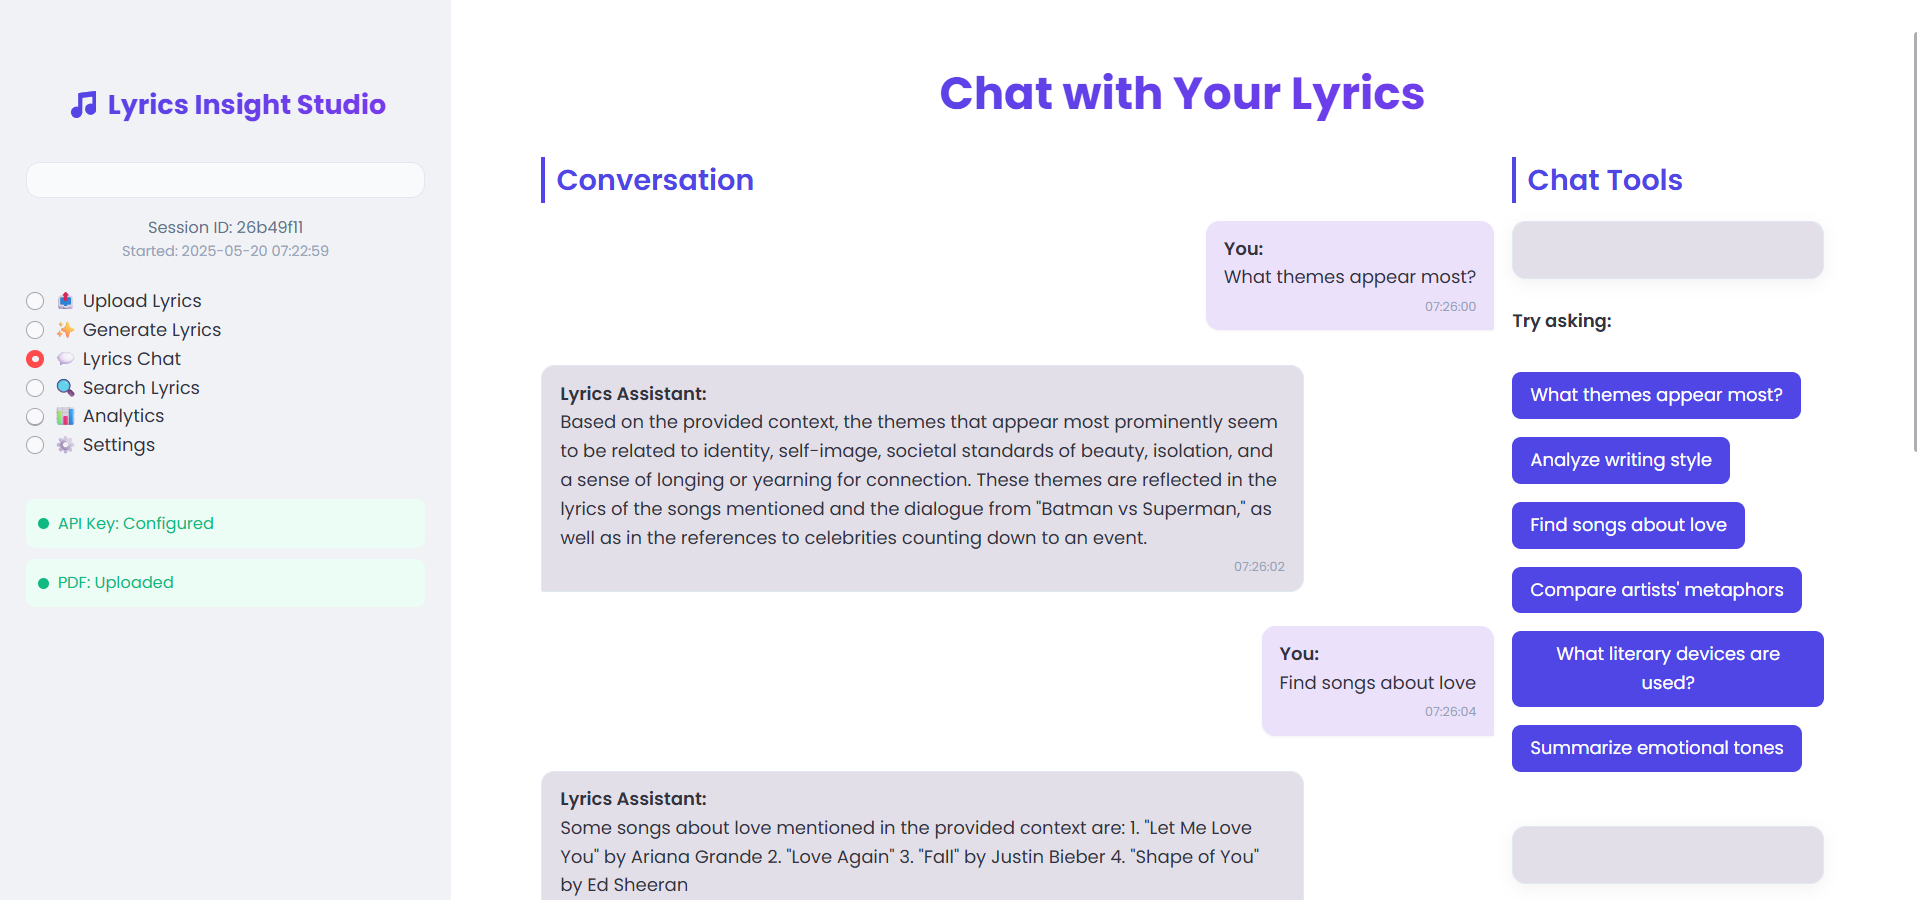 Lyrics Insight Studio
Session ID: 26b49f11
Started: 2025-05-20 07:22:59
Upload Lyrics
Generate Lyrics
Lyrics Chat
Search Lyrics
Analytics
Settings
API Key: Configured
PDF: Uploaded
Chat with Your Lyrics
Conversation
You:
What themes appear most?
07:26:00
Lyrics Assistant:
Based on the provided context, the themes that appear most prominently seem
to be related to identity, self-image, societal standards of beauty, isolation, and
a sense of longing or yearning for connection. These themes are reflected in the
lyrics of the songs mentioned and the dialogue from "Batman vs Superman," as
well as in the references to celebrities counting down to an event.
07:26:02
You:
Find songs about love
07:26:04
Lyrics Assistant:
Some songs about love mentioned in the provided context are: 1. "Let Me Love
You" by Ariana Grande 2. "Love Again" 3. "Fall" by Justin Bieber 4. "Shape of You"
by Ed Sheeran
Chat Tools
Try asking:
What themes appear most?
Analyze writing style
Find songs about love
Compare artists' metaphors
What literary devices are
used?
Summarize emotional tones